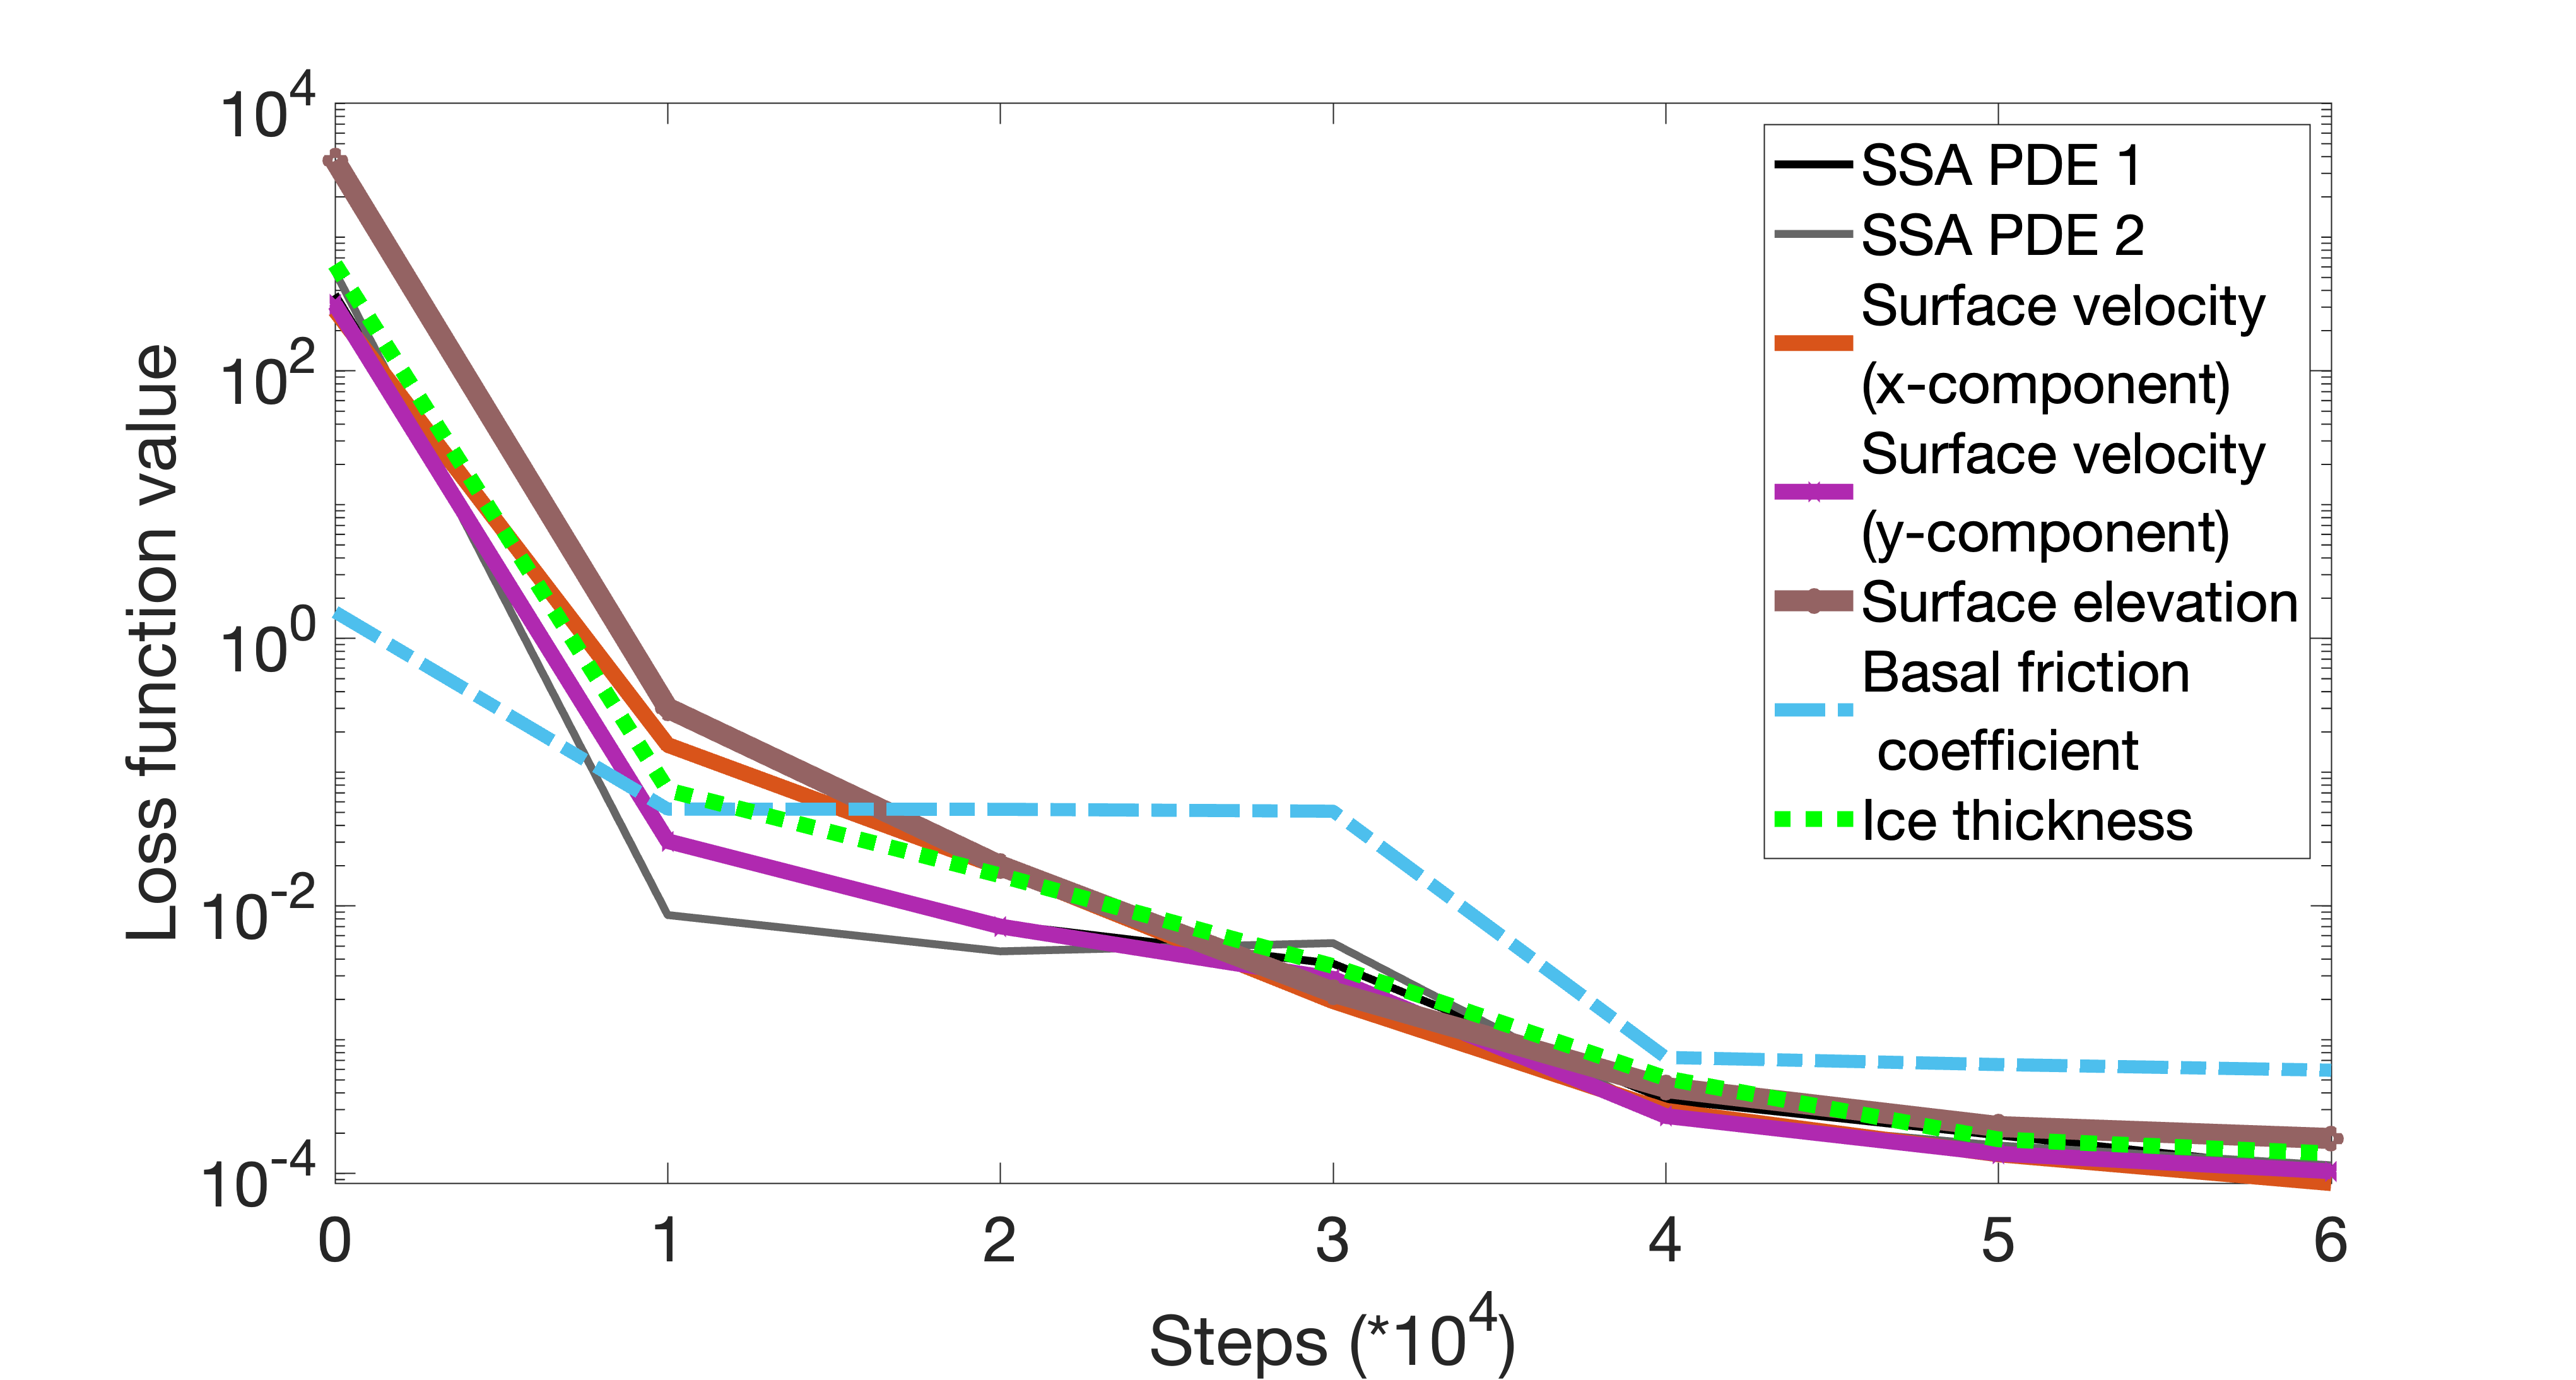 10^4
10^2
10^0
10^-2
10^-4
Loss function value
0 1 2 3 4 5 6
Steps (*10^4)
SSA PDE 1
SSA PDE 2
Surface velocity
(x-component)
Surface velocity
(y-component)
Surface elevation
Basal friction
coefficient
Ice thickness